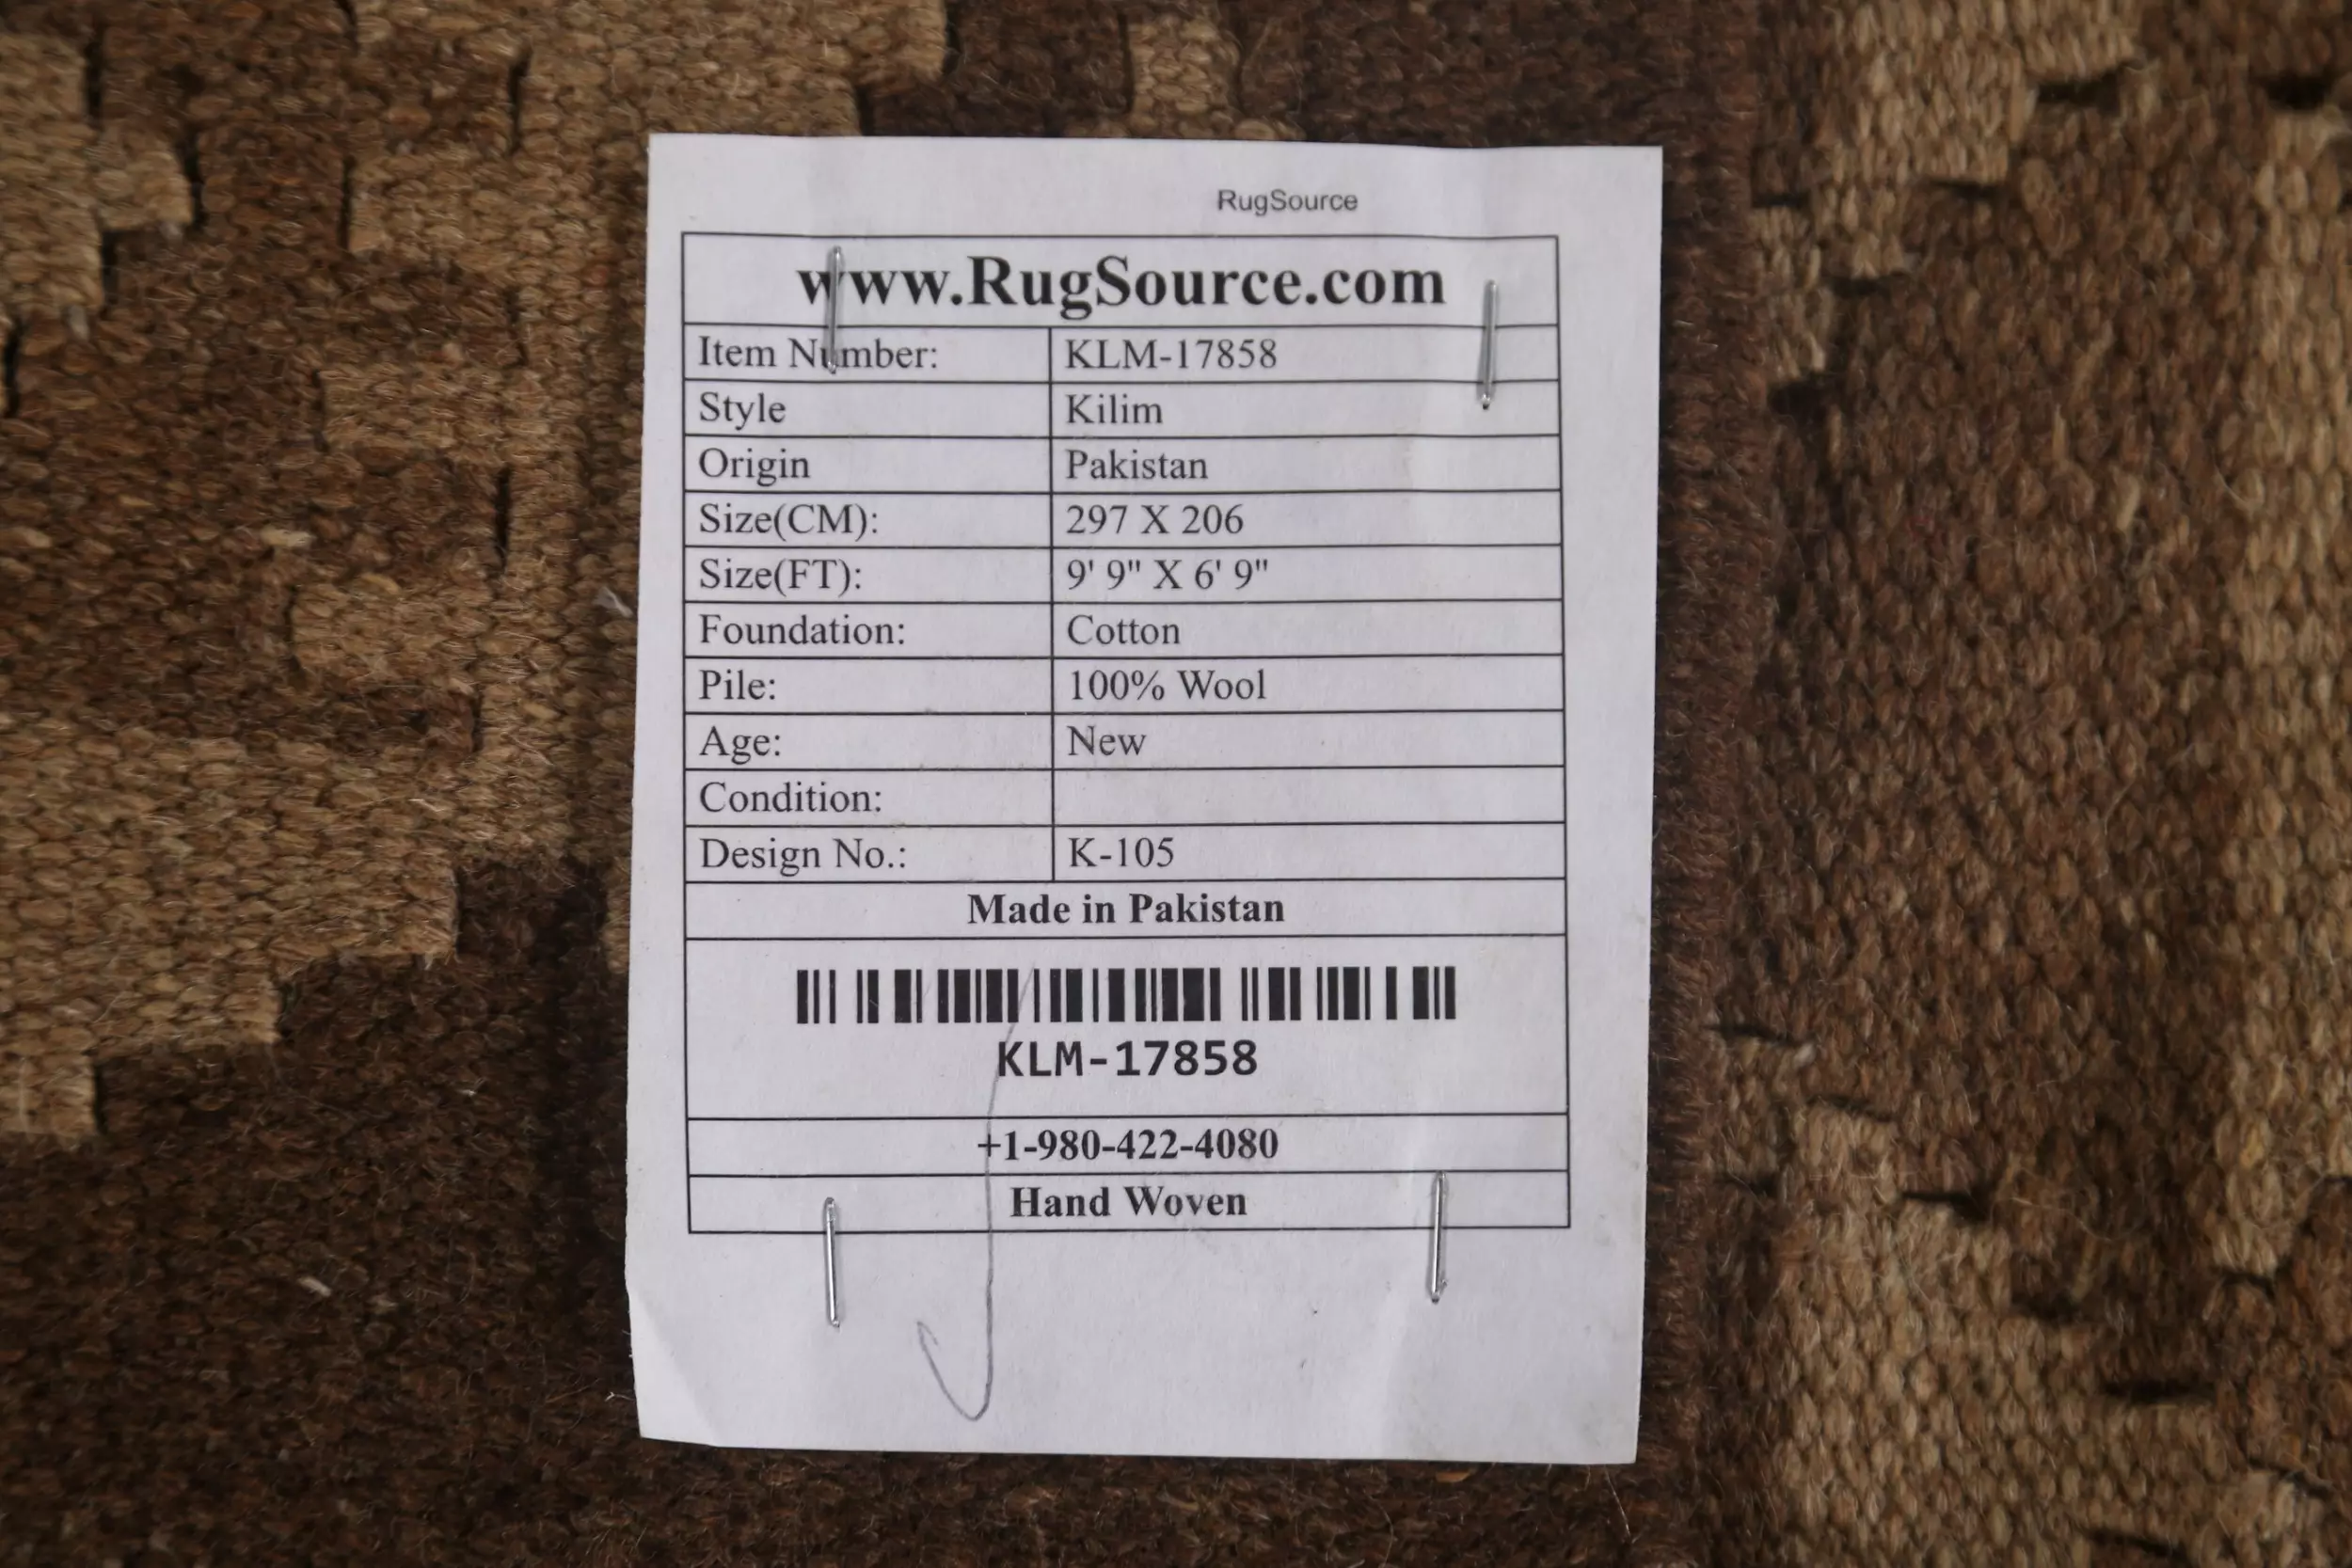 RugSource
www.RugSource.com
Item Number: KLM-17858
Style Kilim
Origin Pakistan
Size(CM): 297 X 206
Size(FT): 9' 9" X 6' 9"
Foundation: Cotton
Pile: 100% Wool
Age: New
Condition:
Design No.: K-105
Made in Pakistan
KLM-17858
+1-980-422-4080
Hand Woven